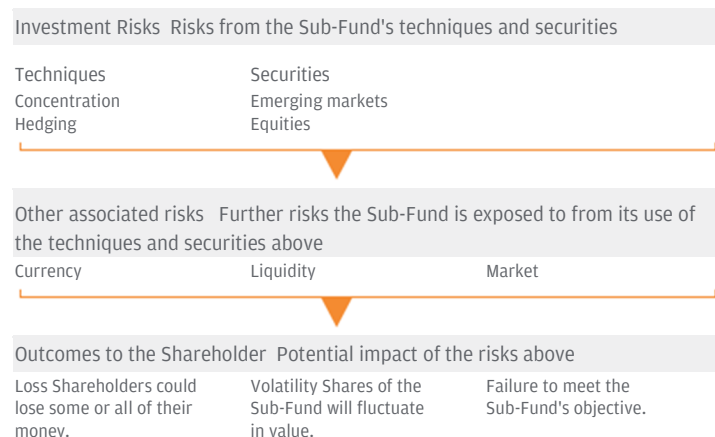 Investment Risks Risks from the Sub-Fund's techniques and securities
Techniques Securities
Concentration Emerging markets
Hedging Equities
Other associated risks Further risks the Sub-Fund is exposed to from its use of
the techniques and securities above
Currency Liquidity Market
Outcomes to the Shareholder Potential impact of the risks above
Loss Shareholders could Volatility Shares of the Failure to meet the
lose some or all of their Sub-Fund will fluctuate Sub-Fund's objective.
money. in value.